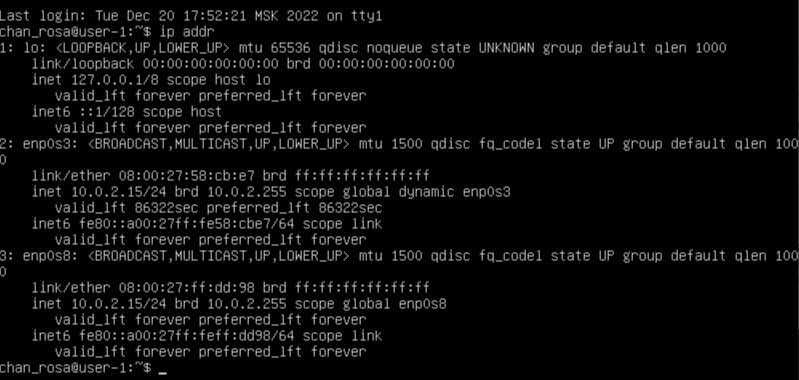 Last login: Tue Dec 20 17:52:21 MSK 2022 on tty1
chan_rosa@user-1:~$ ip addr
1: lo: <LOOPBACK,UP,LOWER_UP> mtu 65536 qdisc noqueue state UNKNOWN group default qlen 1000
    link/loopback 00:00:00:00:00:00 brd 00:00:00:00:00:00
    inet 127.0.0.1/8 scope host lo
       valid_lft forever preferred_lft forever
    inet6 ::1/128 scope host
       valid_lft forever preferred_lft forever
2: enp0s3: <BROADCAST,MULTICAST,UP,LOWER_UP> mtu 1500 qdisc fq_codel state UP group default qlen 100
0
    link/ether 08:00:27:58:cb:e7 brd ff:ff:ff:ff:ff:ff
    inet 10.0.2.15/24 brd 10.0.2.255 scope global dynamic enp0s3
       valid_lft 86322sec preferred_lft 86322sec
    inet6 fe80::a00:27ff:fe58:cbe7/64 scope link
       valid_lft forever preferred_lft forever
3: enp0s8: <BROADCAST,MULTICAST,UP,LOWER_UP> mtu 1500 qdisc fq_codel state UP group default qlen 100
0
    link/ether 08:00:27:ff:dd:98 brd ff:ff:ff:ff:ff:ff
    inet 10.0.2.15/24 brd 10.0.2.255 scope global enp0s8
       valid_lft forever preferred_lft forever
    inet6 fe80::a00:27ff:feff:dd98/64 scope link
       valid_lft forever preferred_lft forever
chan_rosa@user-1:~$ _